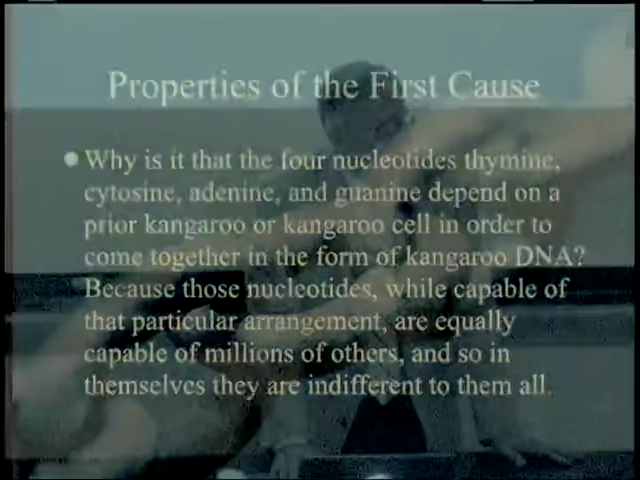 Properties of the First Cause
● Why is it that the four nucleotides thymine,
cytosine, adenine, and guanine depend on a
prior kangaroo or kangaroo cell in order to
come together in the form of kangaroo DNA?
Because those nucleotides, while capable of
that particular arrangement, are equally
capable of millions of others, and so in
themselves they are indifferent to them all.